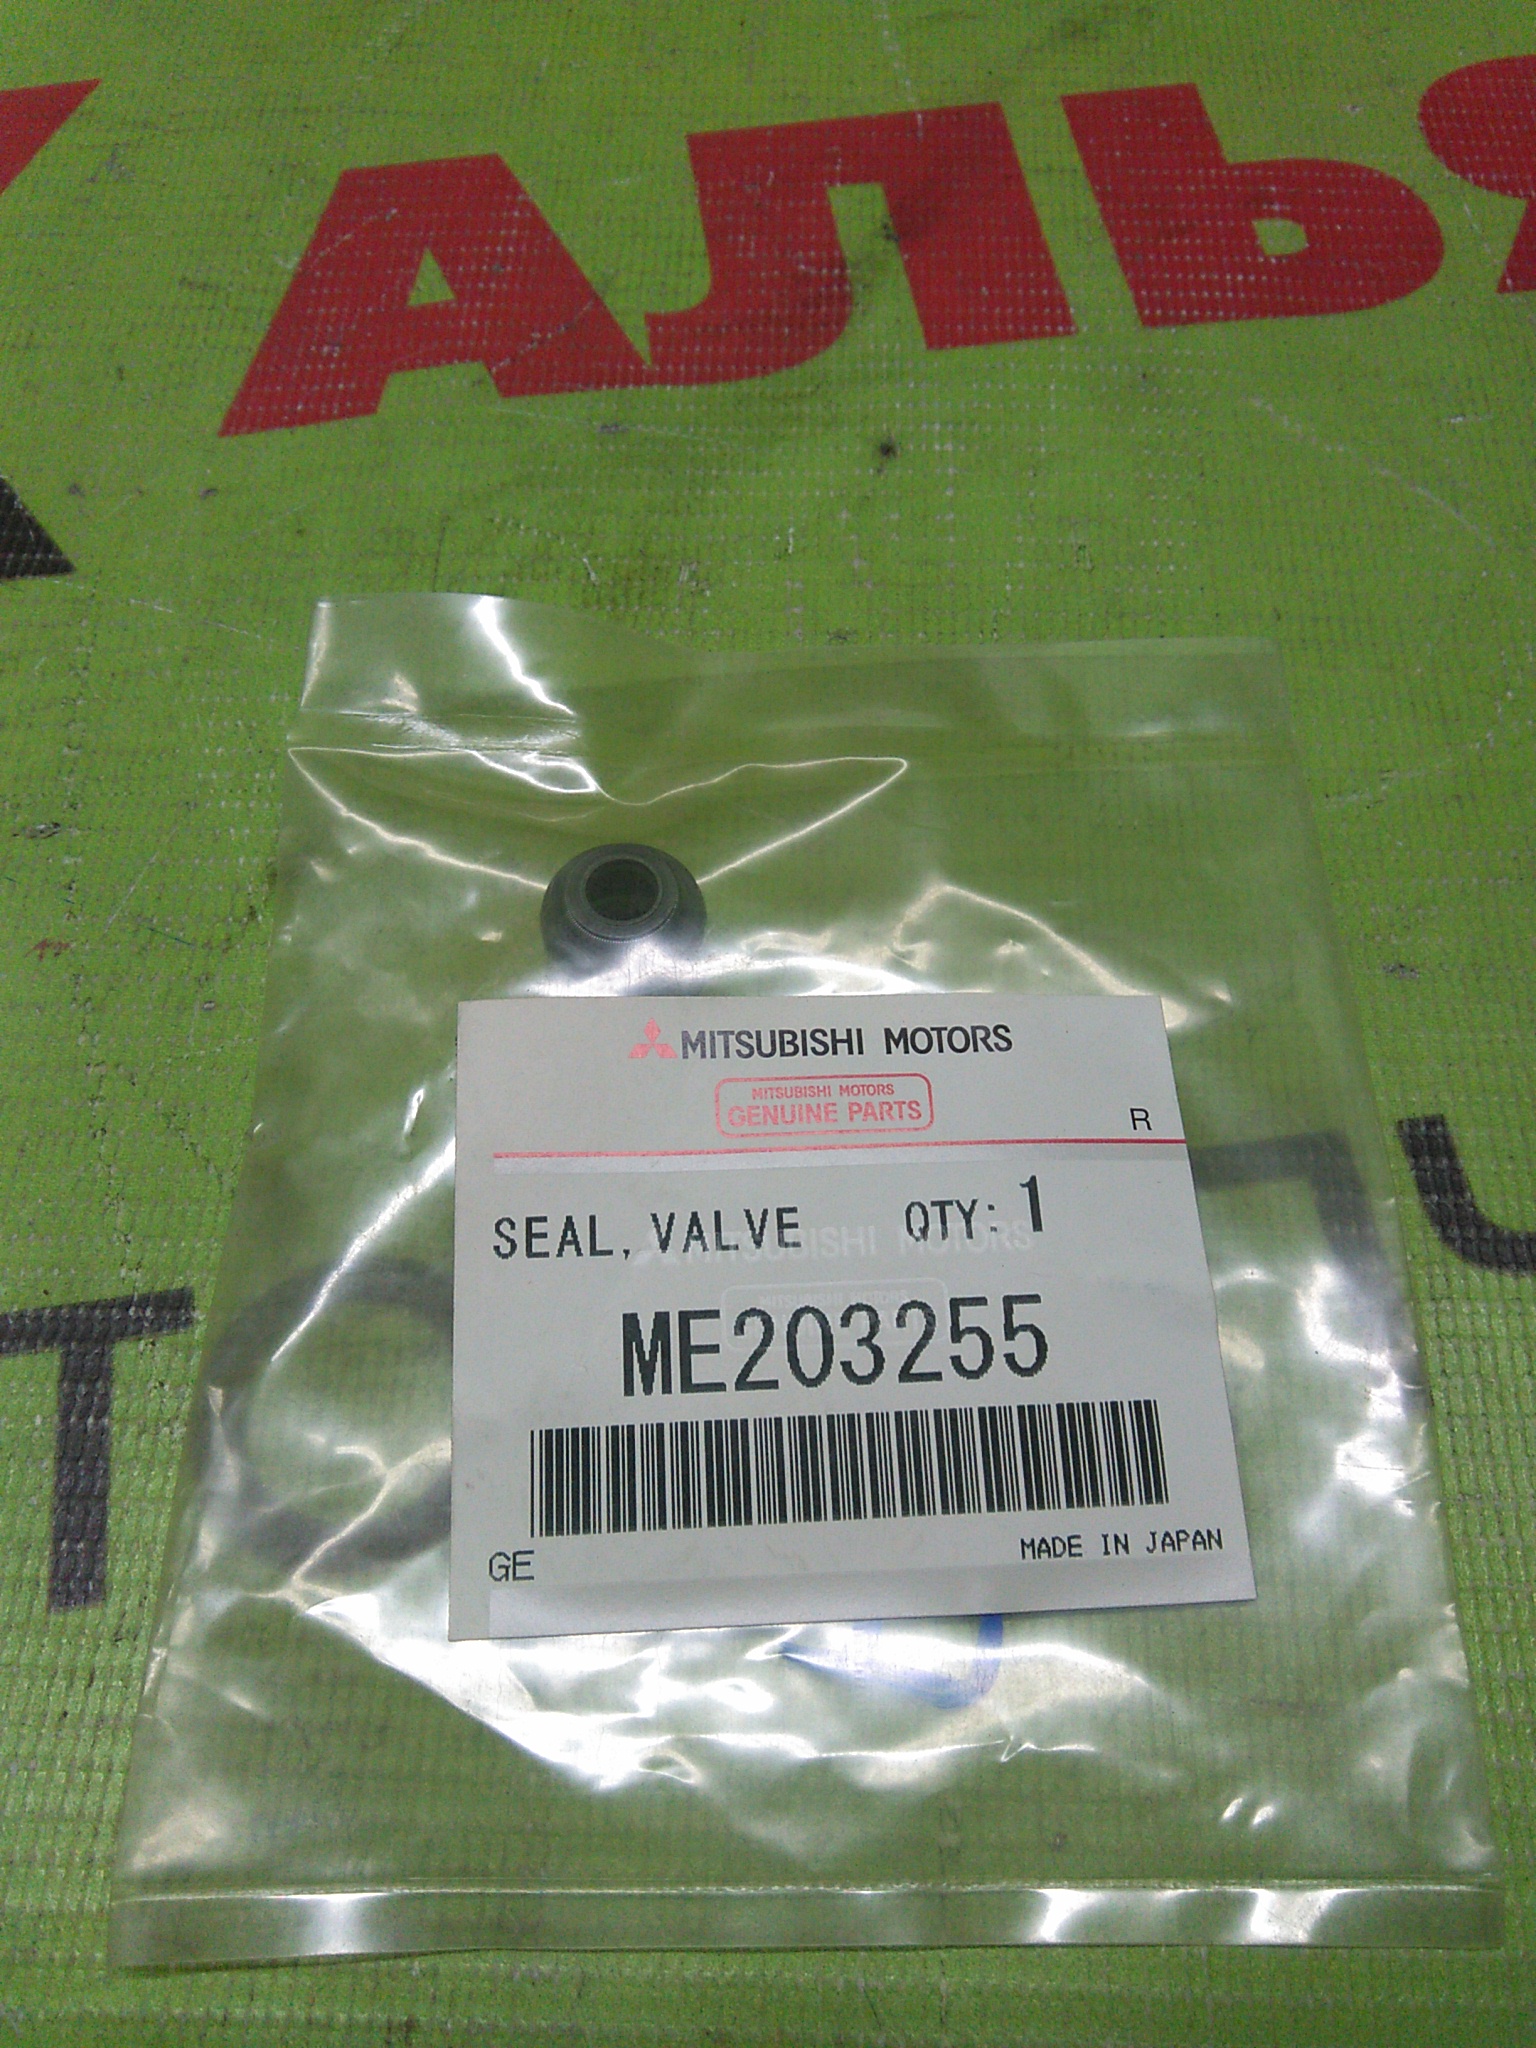 АЛЬЯ
MITSUBISHI MOTORS
MITSUBISHI MOTORS
GENUINE PARTS
R
SEAL, VALVE QTY: 1
ME203255
GE
MADE IN JAPAN